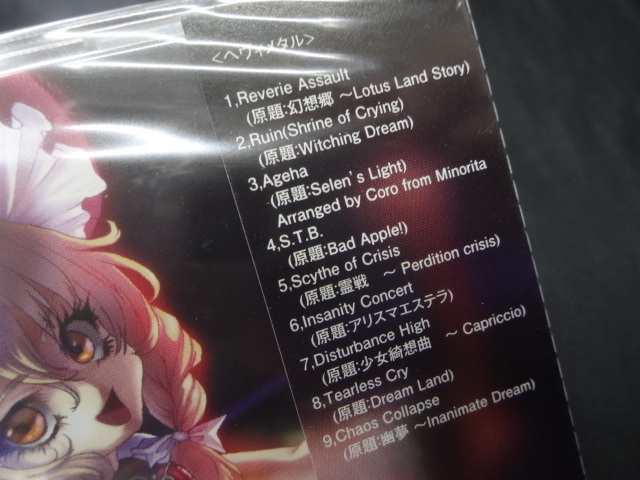 <ヘヴィメタル>
1,Reverie Assault
(原題:幻想郷 ~Lotus Land Story)
2,Ruin(Shrine of Crying)
(原題:Witching Dream)
3,Ageha
(原題:Selen's Light)
Arranged by Coro from Minorita
4,S.T.B.
(原題:Bad Apple!)
5,Scythe of Crisis
(原題:霊戦 ~ Perdition crisis)
6,Insanity Concert
(原題:アリスマエステラ)
7,Disturbance High
(原題:少女綺想曲 ~ Capriccio)
8,Tearless Cry
(原題:Dream Land)
9,Chaos Collapse
(原題:幽夢 ~Inanimate Dream)